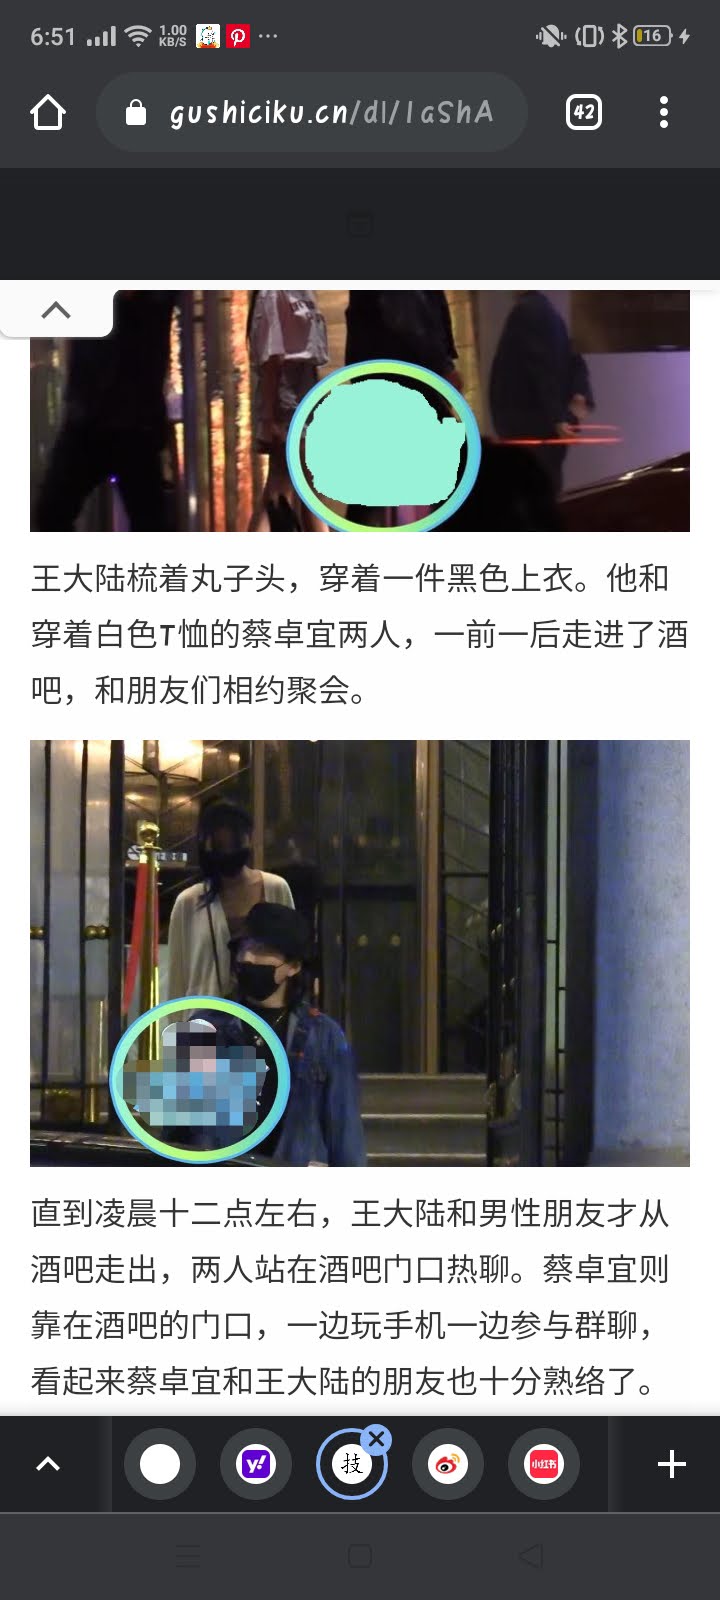 6:51
1.00
KB/S
16
gushiciku.cn/dl/1aShA
42
王大陆梳着丸子头，穿着一件黑色上衣。他和
穿着白色T恤的蔡卓宜两人，一前一后走进了酒
吧，和朋友们相约聚会。
直到凌晨十二点左右，王大陆和男性朋友才从
酒吧走出，两人站在酒吧门口热聊。蔡卓宜则
靠在酒吧的门口，一边玩手机一边参与群聊，
看起来蔡卓宜和王大陆的朋友也十分熟络了。
y!
技
小红书